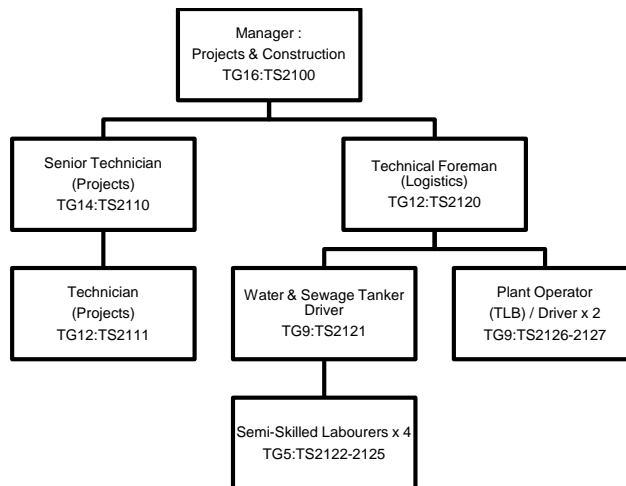 Manager :
Projects & Construction
TG16:TS2100
Senior Technician
(Projects)
TG14:TS2110
Technical Foreman
(Logistics)
TG12:TS2120
Technician
(Projects)
TG12:TS2111
Water & Sewage Tanker
Driver
TG9:TS2121
Plant Operator
(TLB) / Driver x 2
TG9:TS2126-2127
Semi-Skilled Labourers x 4
TG5:TS2122-2125